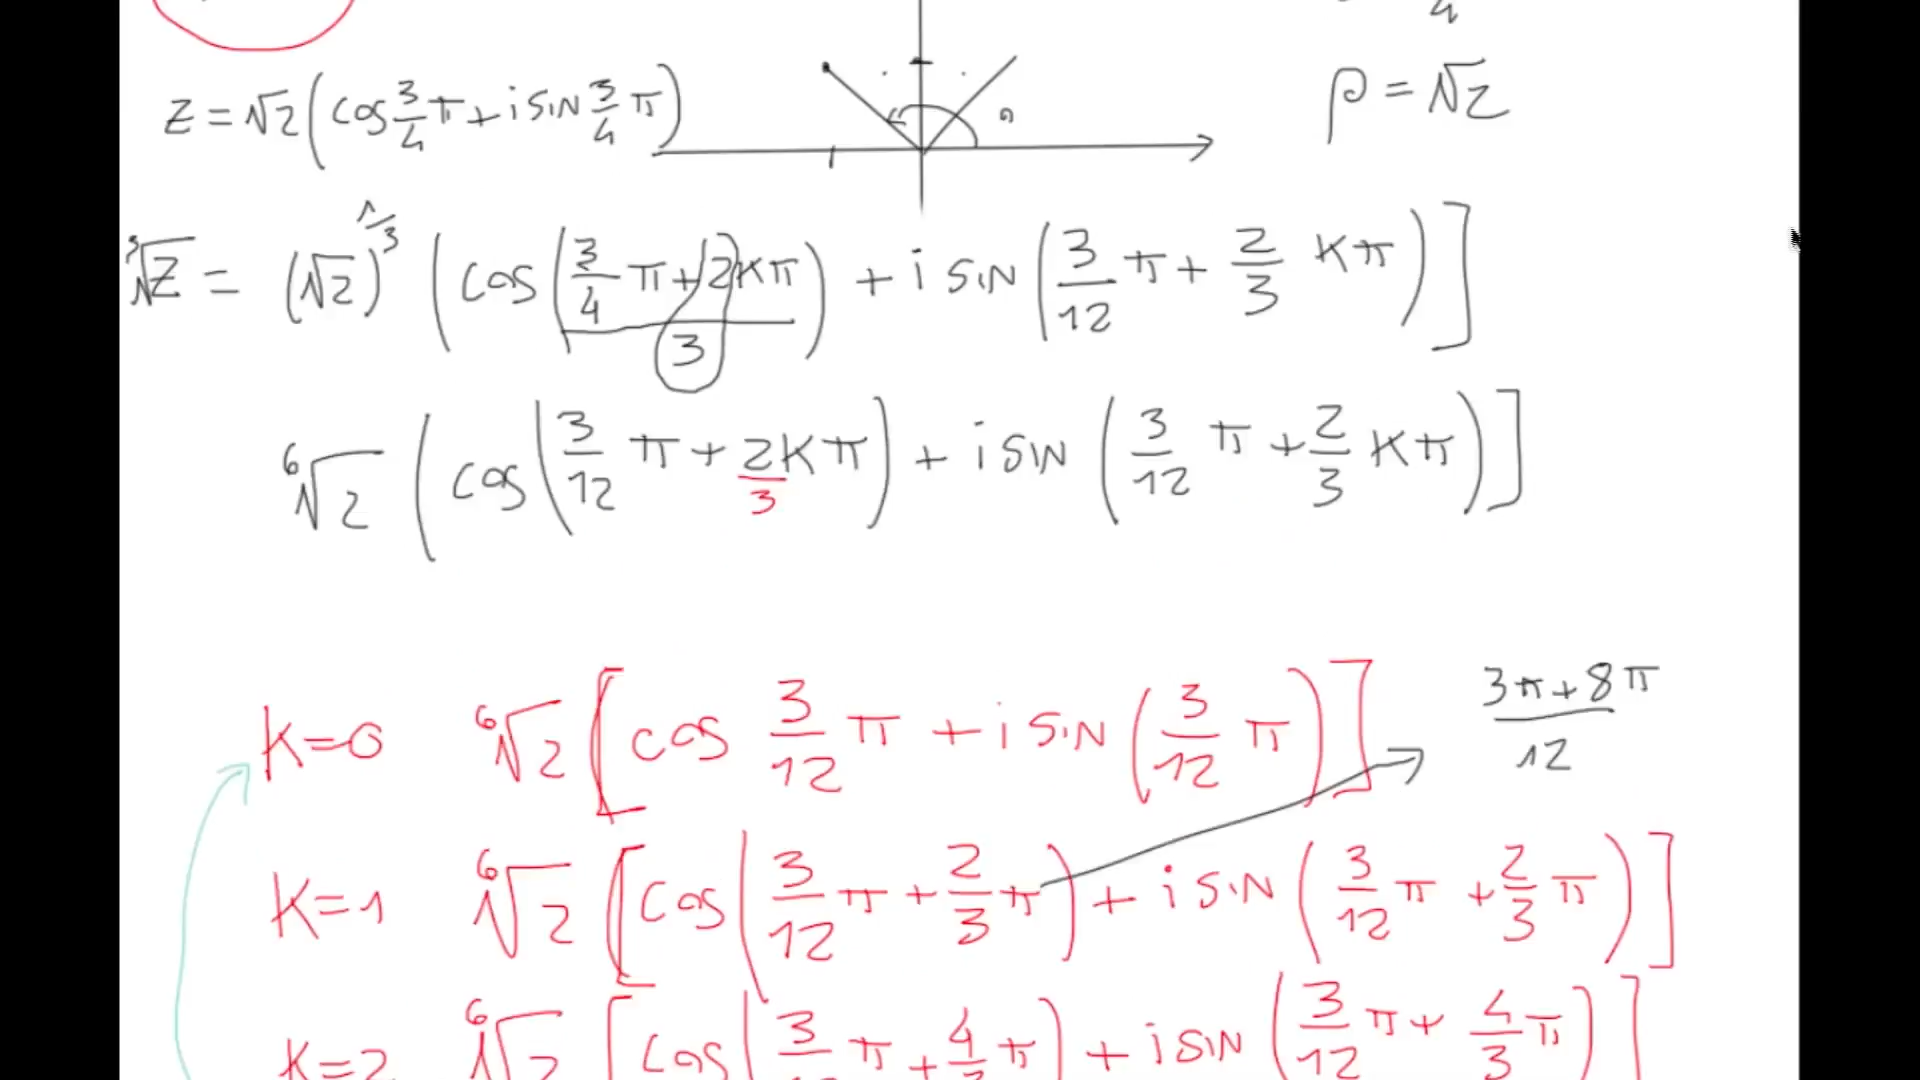 4
z = √2 (cos 3/4 π + i sin 3/4 π)
ρ = √2
∛z = (√2)^1/3 (cos ((3/4 π + 2kπ)/3) + i sin (3/12 π + 2/3 kπ)]
⁶√2 (cos (3/12 π + 2/3 kπ) + i sin (3/12 π + 2/3 kπ)]
K=0 ⁶√2 [cos 3/12 π + i sin (3/12 π)]
(3π + 8π)/12
K=1 ⁶√2 [cos (3/12 π + 2/3 π) + i sin (3/12 π + 2/3 π)]
K=2 ⁶√2 [cos (3/12 π + 4/3 π) + i sin (3/12 π + 4/3 π)]